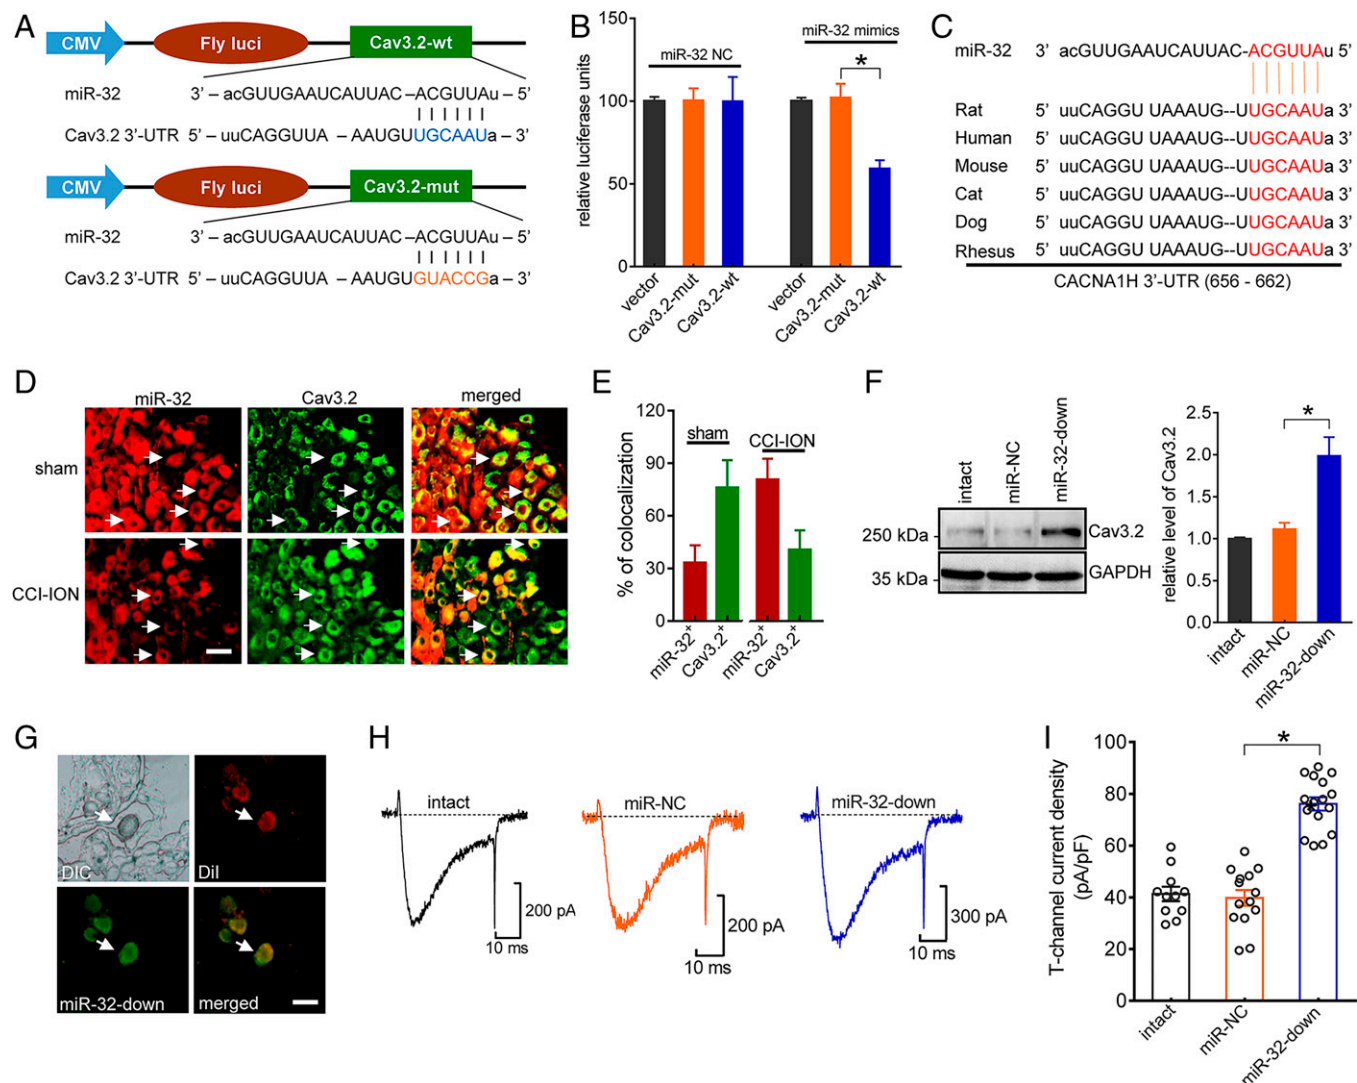 A
CMV Fly luci Cav3.2-wt
miR-32 3' – acGUUGAAUCAUUAC –ACGUUAu – 5'
Cav3.2 3'-UTR 5' – uuCAGGUUA – AAUGUUGCAAUa – 3'
CMV Fly luci Cav3.2-mut
miR-32 3' – acGUUGAAUCAUUAC –ACGUUAu – 5'
Cav3.2 3'-UTR 5' – uuCAGGUUA – AAUGUGUACCGa – 3'
B
relative luciferase units
150
100
50
0
miR-32 NC
miR-32 mimics
*
vector
Cav3.2-mut
Cav3.2-wt
vector
Cav3.2-mut
Cav3.2-wt
C
miR-32 3' acGUUGAAUCAUUAC-ACGUUAu 5'
Rat 5' uuCAGGU UAAAUG--UUGCAAUa 3'
Human 5' uuCAGGU UAAAUG--UUGCAAUa 3'
Mouse 5' uuCAGGU UAAAUG--UUGCAAUa 3'
Cat 5' uuCAGGU UAAAUG--UUGCAAUa 3'
Dog 5' uuCAGGU UAAAUG--UUGCAAUa 3'
Rhesus 5' uuCAGGU UAAAUG--UUGCAAUa 3'
CACNA1H 3'-UTR (656 - 662)
D
miR-32 Cav3.2 merged
sham
CCI-ION
E
% of colocalization
120
90
60
30
0
sham
CCI-ION
miR-32+
Cav3.2+
miR-32+
Cav3.2+
F
intact
miR-NC
miR-32-down
250 kDa Cav3.2
35 kDa GAPDH
relative level of Cav3.2
2.5
2.0
1.5
1.0
0.5
0.0
*
intact
miR-NC
miR-32-down
G
DIC
DiI
miR-32-down
merged
H
intact
200 pA
10 ms
miR-NC
200 pA
10 ms
miR-32-down
300 pA
10 ms
I
T-channel current density
(pA/pF)
100
80
60
40
20
0
*
intact
miR-NC
miR-32-down